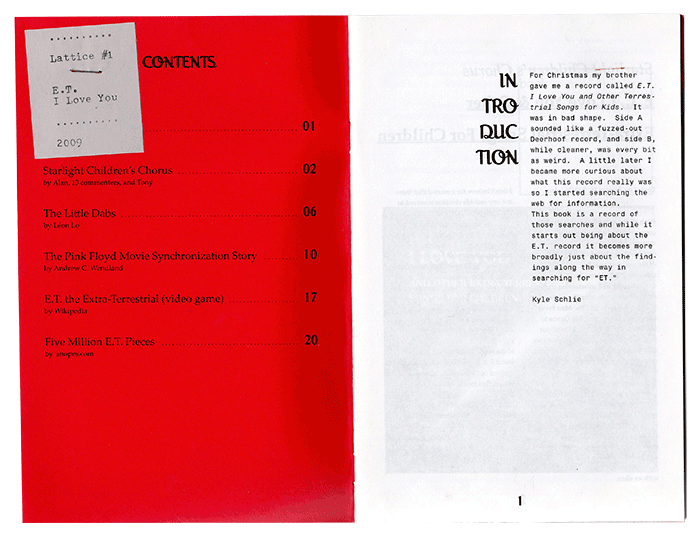 ..........
Lattice #1
E.T.
I Love You
..........
2009
CONTENTS
01
Starlight Children's Chorus 02
by Alan, 15 commenters, and Tony
The Little Dabs 06
by Léon Lo
The Pink Floyd Movie Synchronization Story 10
by Andrew C. Wendland
E.T. the Extra-Terrestrial (video game) 17
by Wikipedia
Five Million E.T. Pieces 20
by snopes.com
IN
TRO
DUC
TION
For Christmas my brother
gave me a record called E.T.
I Love You and Other Terres-
trial Songs for Kids. It
was in bad shape. Side A
sounded like a fuzzed-out
Deerhoof record, and side B,
while cleaner, was every bit
as weird. A little later I
became more curious about
what this record really was
so I started searching the
web for information.
This book is a record of
those searches and while it
starts out being about the
E.T. record it becomes more
broadly just about the find-
ings along the way in
searching for "ET."
Kyle Schlie
1